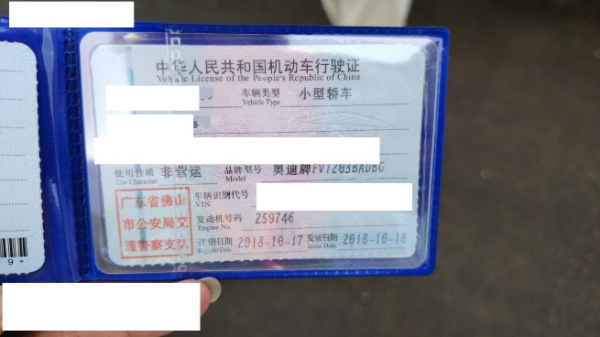 中华人民共和国机动车行驶证
Vehicle License of the People's Republic of China
车辆类型 小型轿车
Vehicle Type
使用性质 非营运 品牌型号 奥迪牌FV7203BADBG
Use Character Model
车辆识别代号
VIN
广东省佛山
市公安局交
通警察支队
发动机号码 259746
Engine No.
注册日期 2018-10-17 发证日期 2018-10-18
Register Date Issue Date